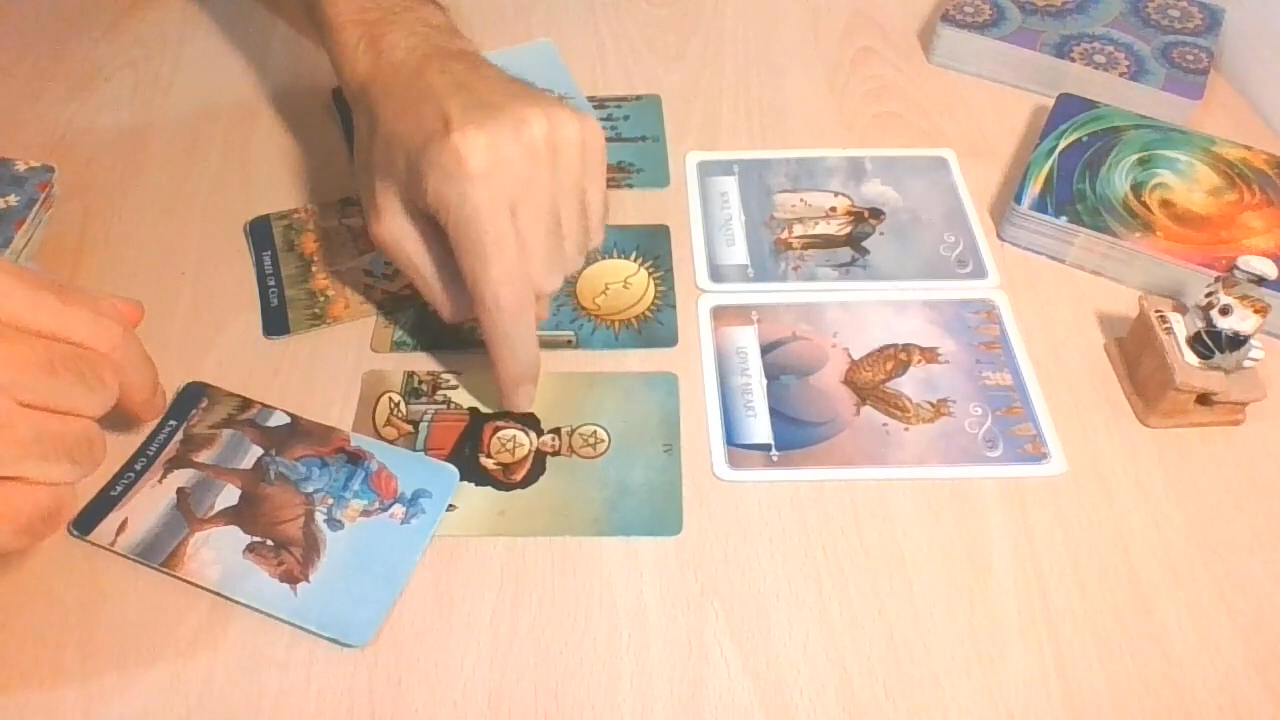 THREE OF CUPS
SOUL MATES
LOYAL HEART
KNIGHT OF CUPS
IV